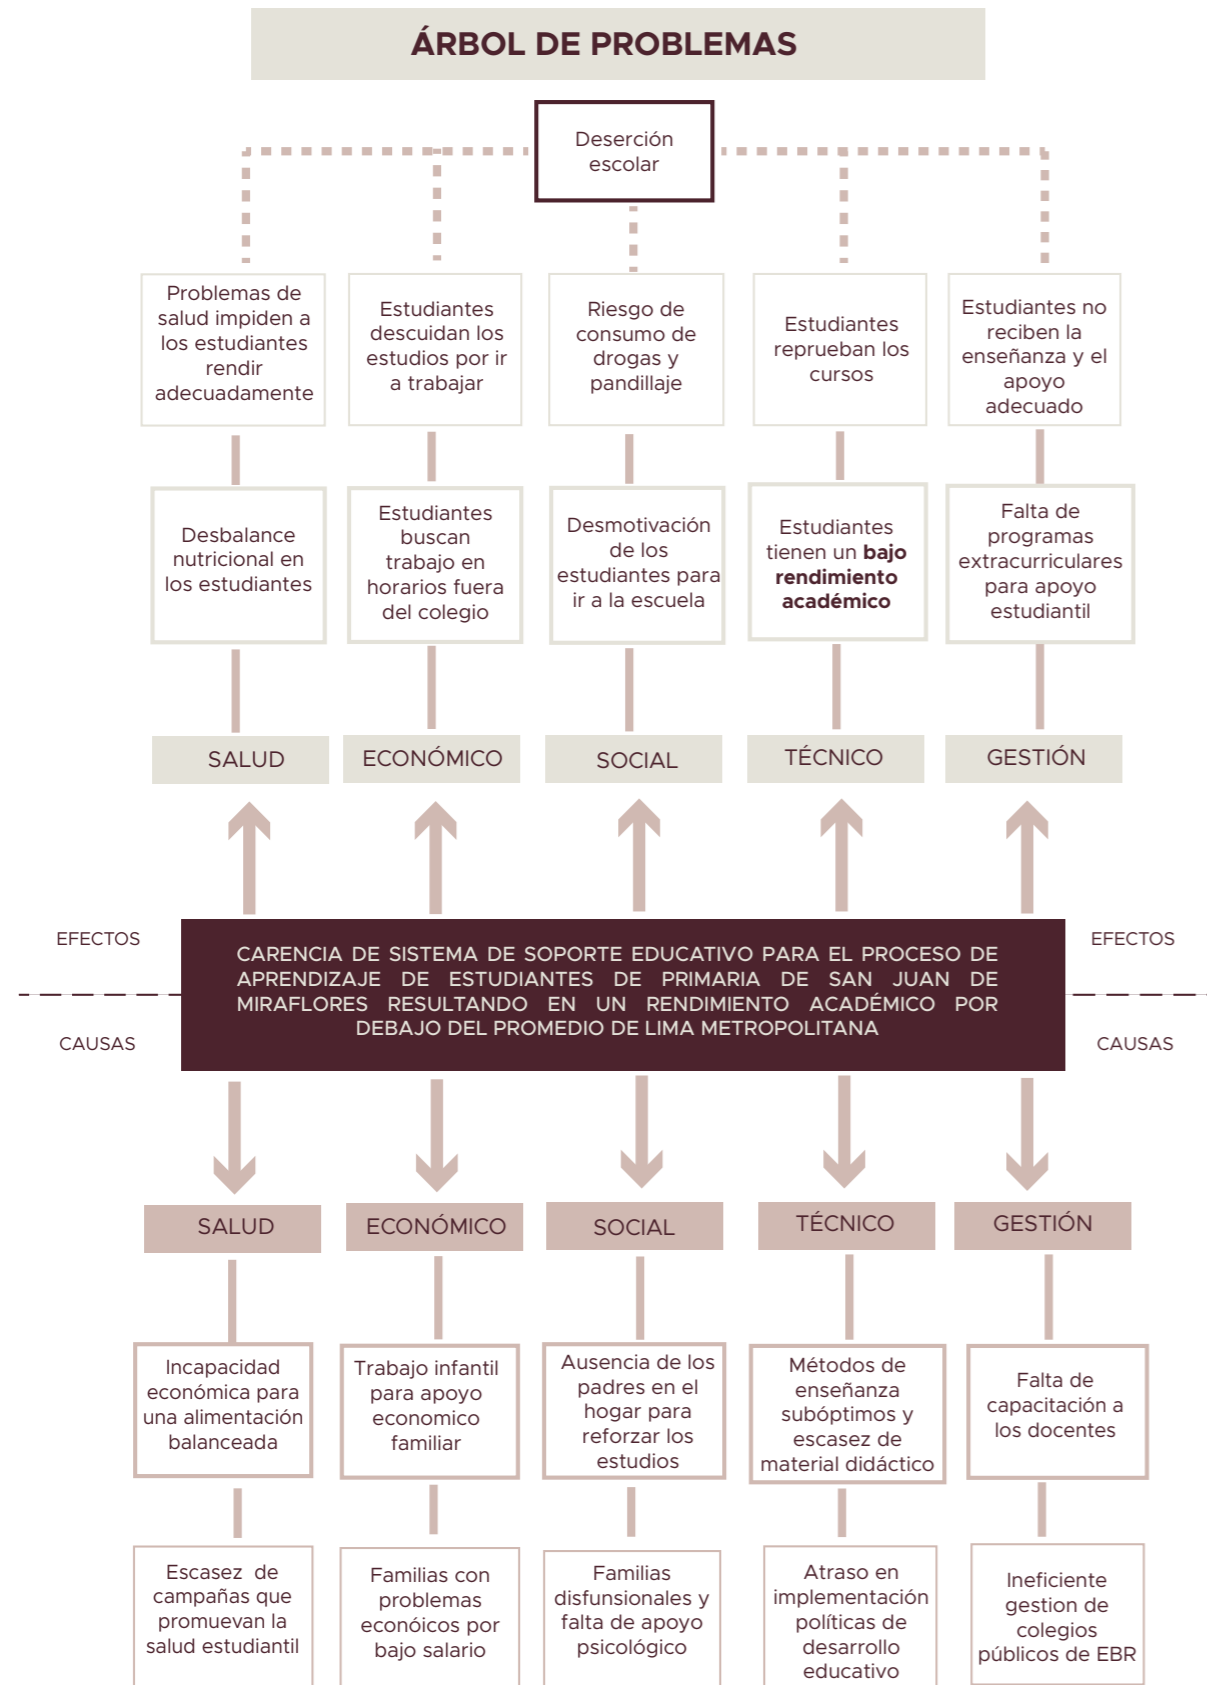 ÁRBOL DE PROBLEMAS
Deserción
escolar
Problemas de
salud impiden a
los estudiantes
rendir
adecuadamente
Estudiantes
descuidan los
estudios por ir
a trabajar
Riesgo de
consumo de
drogas y
pandillaje
Estudiantes
reprueban los
cursos
Estudiantes no
reciben la
enseñanza y el
apoyo
adecuado
Desbalance
nutricional en
los estudiantes
Estudiantes
buscan
trabajo en
horarios fuera
del colegio
Desmotivación
de los
estudiantes para
ir a la escuela
Estudiantes
tienen un bajo
rendimiento
académico
Falta de
programas
extracurriculares
para apoyo
estudiantil
SALUD
ECONÓMICO
SOCIAL
TÉCNICO
GESTIÓN
EFECTOS
EFECTOS
CARENCIA DE SISTEMA DE SOPORTE EDUCATIVO PARA EL PROCESO DE
APRENDIZAJE DE ESTUDIANTES DE PRIMARIA DE SAN JUAN DE
MIRAFLORES RESULTANDO EN UN RENDIMIENTO ACADÉMICO POR
DEBAJO DEL PROMEDIO DE LIMA METROPOLITANA
CAUSAS
CAUSAS
SALUD
ECONÓMICO
SOCIAL
TÉCNICO
GESTIÓN
Incapacidad
económica para
una alimentación
balanceada
Trabajo infantil
para apoyo
economico
familiar
Ausencia de los
padres en el
hogar para
reforzar los
estudios
Métodos de
enseñanza
subóptimos y
escasez de
material didáctico
Falta de
capacitación a
los docentes
Escasez de
campañas que
promuevan la
salud estudiantil
Familias con
problemas
econóicos por
bajo salario
Familias
disfunsionales y
falta de apoyo
psicológico
Atraso en
implementación
políticas de
desarrollo
educativo
Ineficiente
gestion de
colegios
públicos de EBR